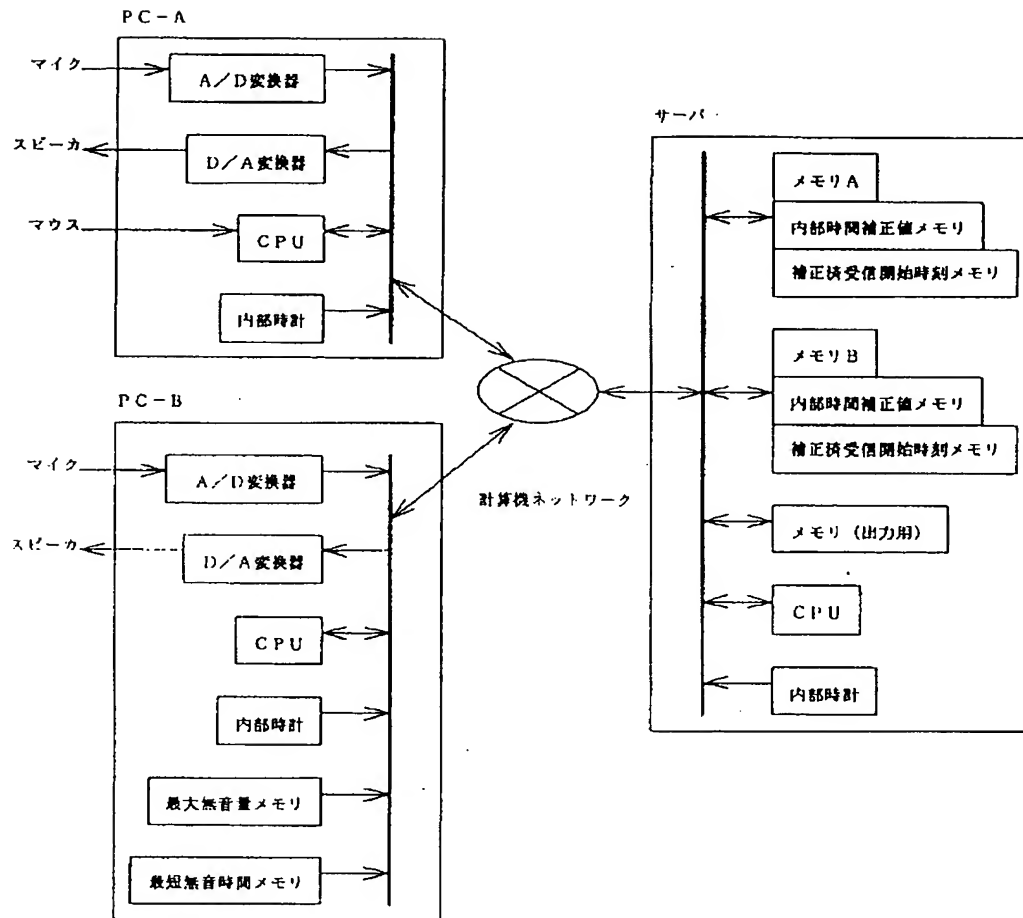 PC-A
マイク
A/D変換器
スピーカ
D/A変換器
マウス
CPU
内部時計
PC-B
マイク
A/D変換器
スピーカ
D/A変換器
CPU
内部時計
最大無音量メモリ
最短無音時間メモリ
計算機ネットワーク
サーバ
メモリA
内部時間補正値メモリ
補正済受信開始時刻メモリ
メモリB
内部時間補正値メモリ
補正済受信開始時刻メモリ
メモリ(出力用)
CPU
内部時計